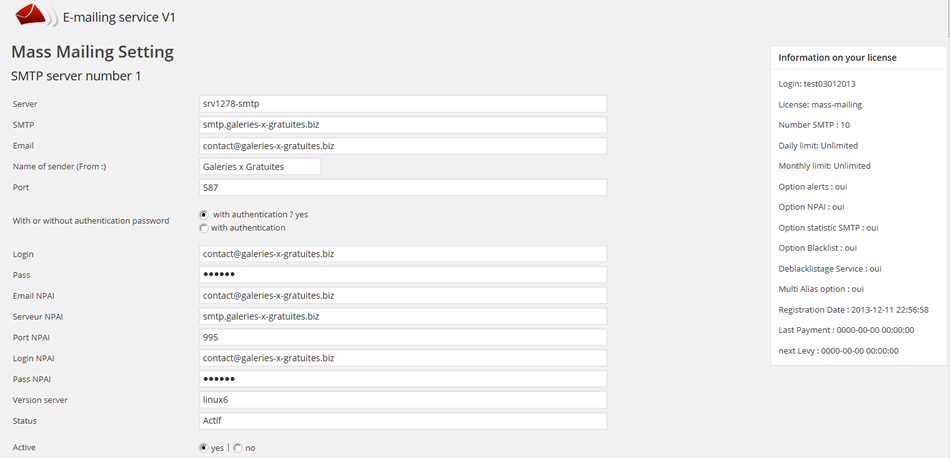 E-mailing service V1
Mass Mailing Setting
SMTP server number 1
Server srv1278-smtp
SMTP smtp.galeries-x-gratuites.biz
Email contact@galeries-x-gratuites.biz
Name of sender (From :) Galeries x Gratuites
Port 587
With or without authentication password
with authentication ? yes
with authentication
Login contact@galeries-x-gratuites.biz
Pass ••••••
Email NPAI contact@galeries-x-gratuites.biz
Serveur NPAI smtp.galeries-x-gratuites.biz
Port NPAI 995
Login NPAI contact@galeries-x-gratuites.biz
Pass NPAI ••••••
Version server linux6
Status Actif
Active yes | no
Information on your license
Login: test03012013
License: mass-mailing
Number SMTP : 10
Daily limit: Unlimited
Monthly limit: Unlimited
Option alerts : oui
Option NPAI : oui
Option statistic SMTP : oui
Option Blacklist : oui
Deblacklistage Service : oui
Multi Alias option : oui
Registration Date : 2013-12-11 22:56:58
Last Payment : 0000-00-00 00:00:00
next Levy : 0000-00-00 00:00:00